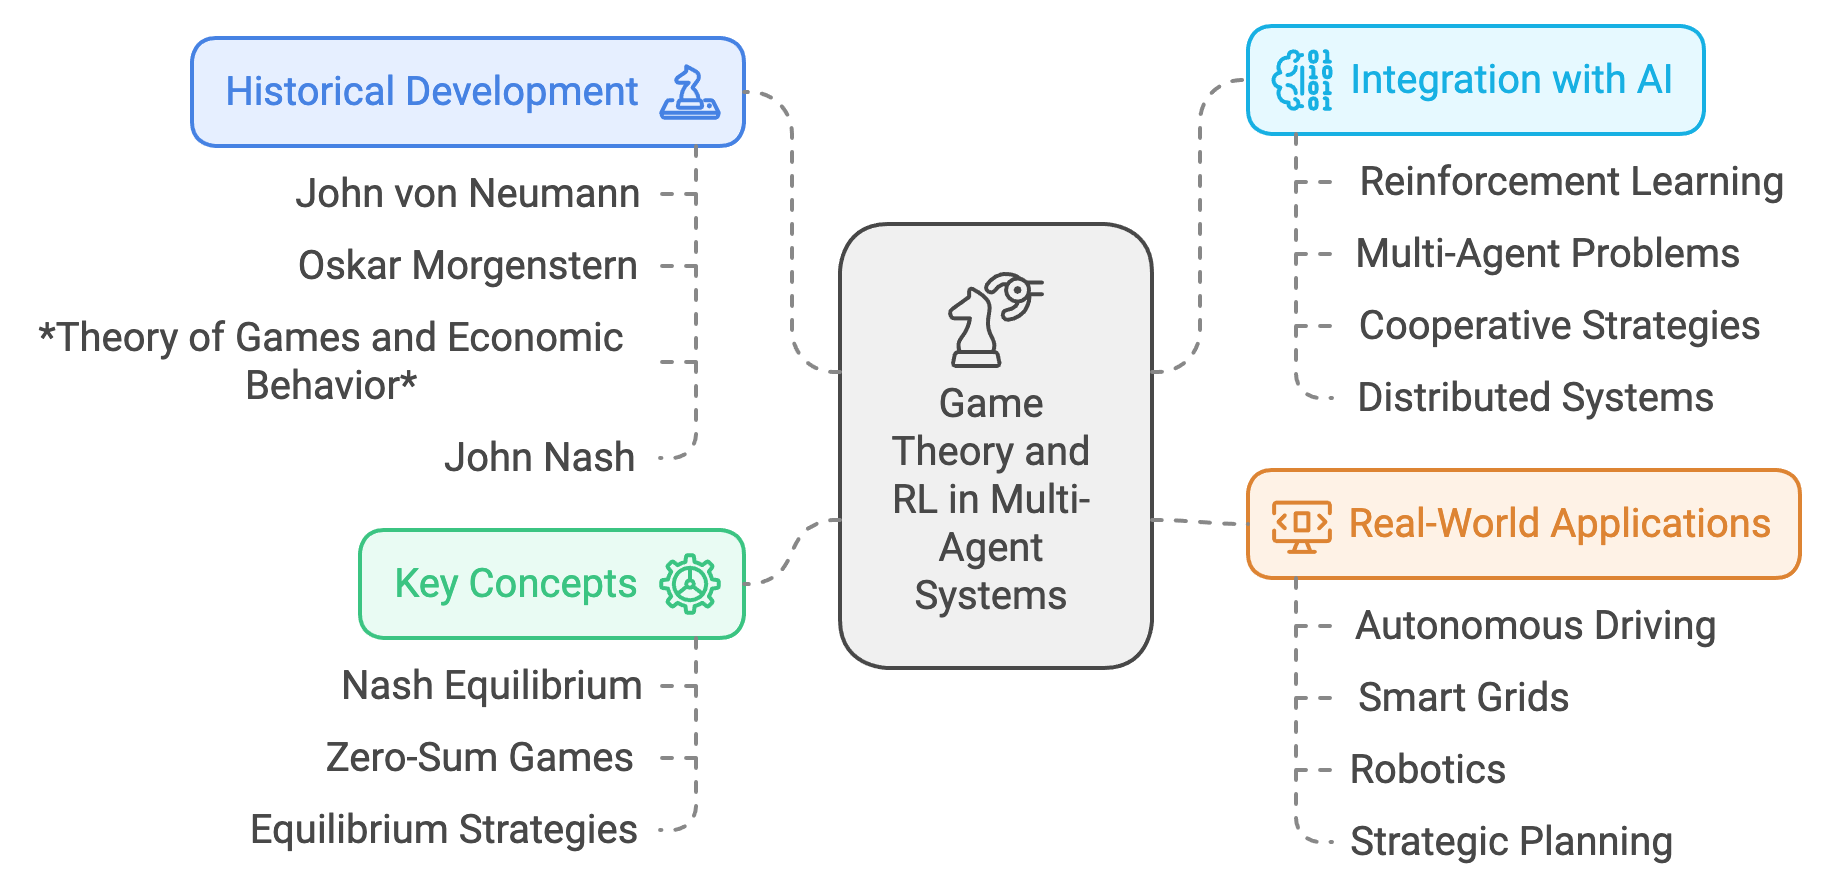 Historical Development
John von Neumann
Oskar Morgenstern
*Theory of Games and Economic
Behavior*
John Nash
Key Concepts
Nash Equilibrium
Zero-Sum Games
Equilibrium Strategies
Game
Theory and
RL in Multi-
Agent
Systems
01
10
01
01
Integration with AI
Reinforcement Learning
Multi-Agent Problems
Cooperative Strategies
Distributed Systems
Real-World Applications
Autonomous Driving
Smart Grids
Robotics
Strategic Planning